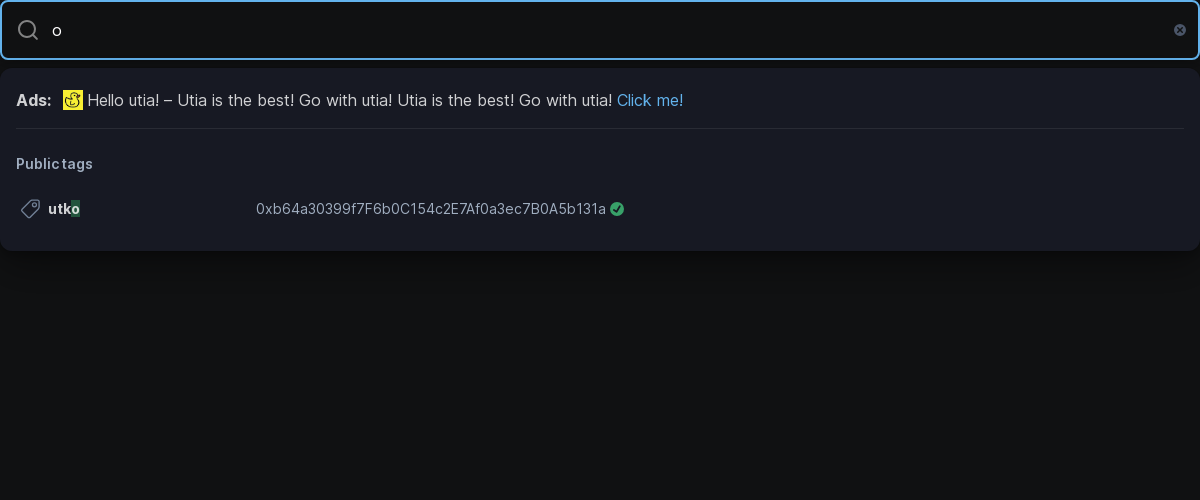 o
Ads: Hello utia! – Utia is the best! Go with utia! Utia is the best! Go with utia! Click me!
Public tags
utko 0xb64a30399f7F6b0C154c2E7Af0a3ec7B0A5b131a